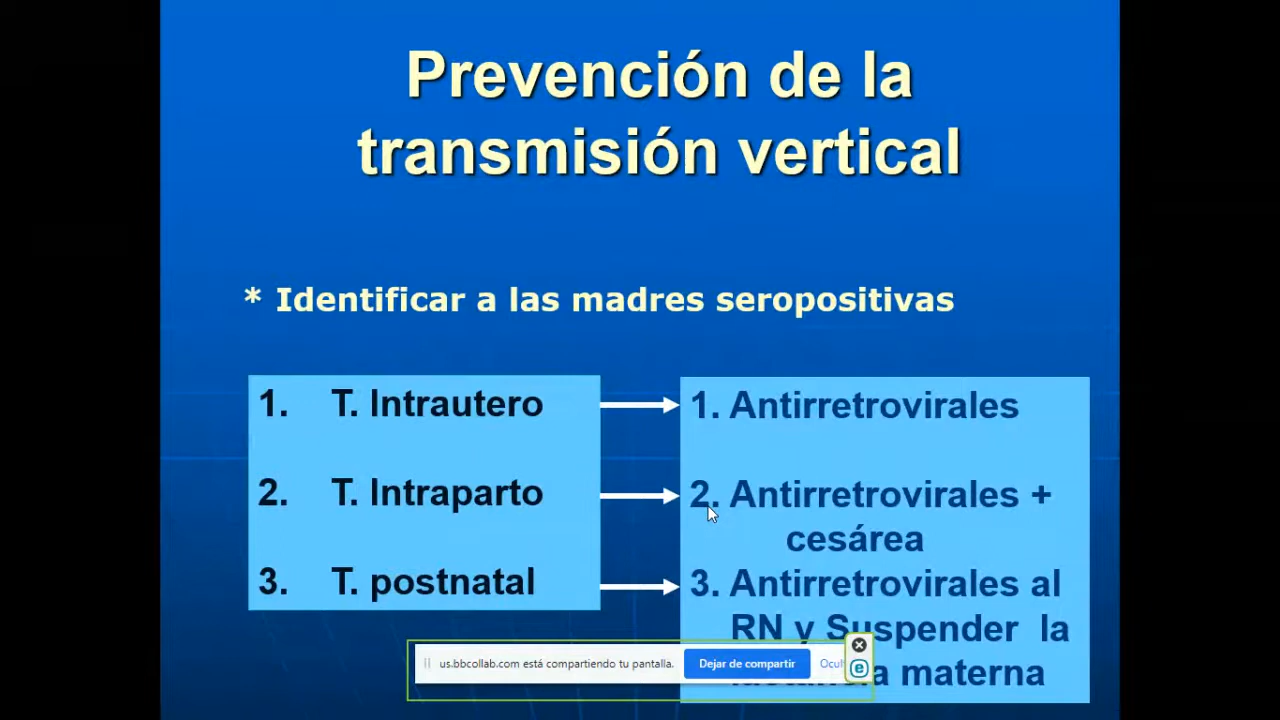 Prevención de la
transmisión vertical
* Identificar a las madres seropositivas
1. T. Intrautero
2. T. Intraparto
3. T. postnatal
1. Antirretrovirales
2. Antirretrovirales +
cesárea
3. Antirretrovirales al
RN y Suspender la
materna
us.bbcollab.com está compartiendo tu pantalla.
Dejar de compartir